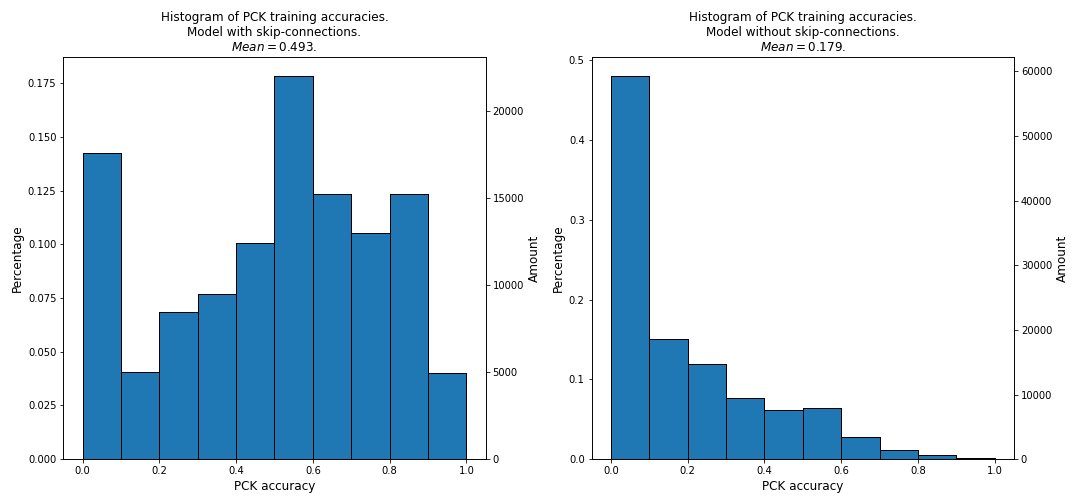 Histogram of PCK training accuracies.
Model with skip-connections.
Mean = 0.493.
Percentage
0.175
0.150
0.125
0.100
0.075
0.050
0.025
0.000
20000
15000
10000
5000
0
Amount
0.0 0.2 0.4 0.6 0.8 1.0
PCK accuracy
Histogram of PCK training accuracies.
Model without skip-connections.
Mean = 0.179.
Percentage
0.5
0.4
0.3
0.2
0.1
0.0
60000
50000
40000
30000
20000
10000
0
Amount
0.0 0.2 0.4 0.6 0.8 1.0
PCK accuracy